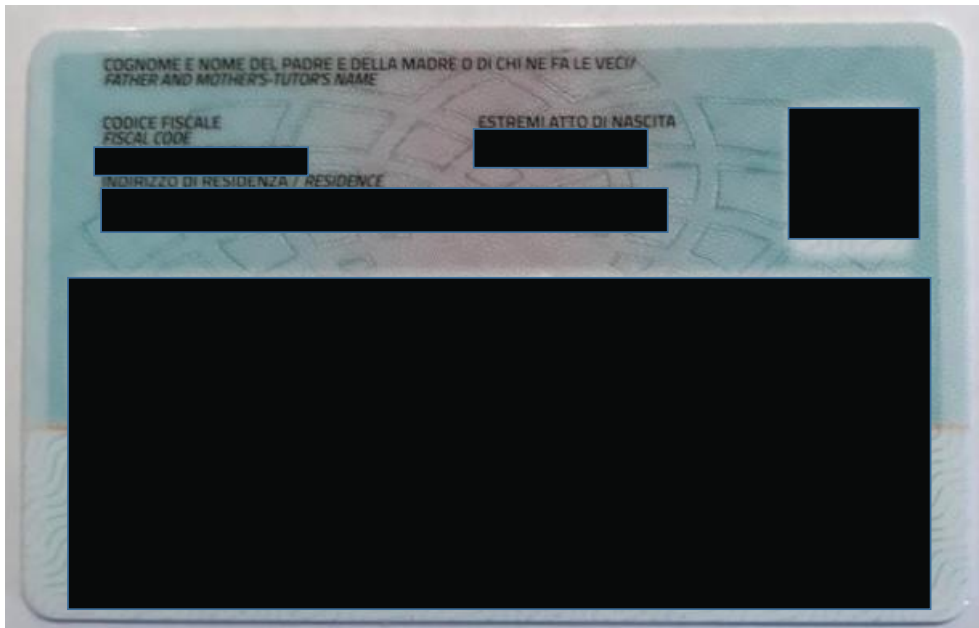 COGNOME E NOME DEL PADRE E DELLA MADRE O DI CHI NE FA LE VECI/
FATHER AND MOTHER'S-TUTOR'S NAME
CODICE FISCALE
FISCAL CODE
ESTREMI ATTO DI NASCITA
INDIRIZZO DI RESIDENZA / RESIDENCE